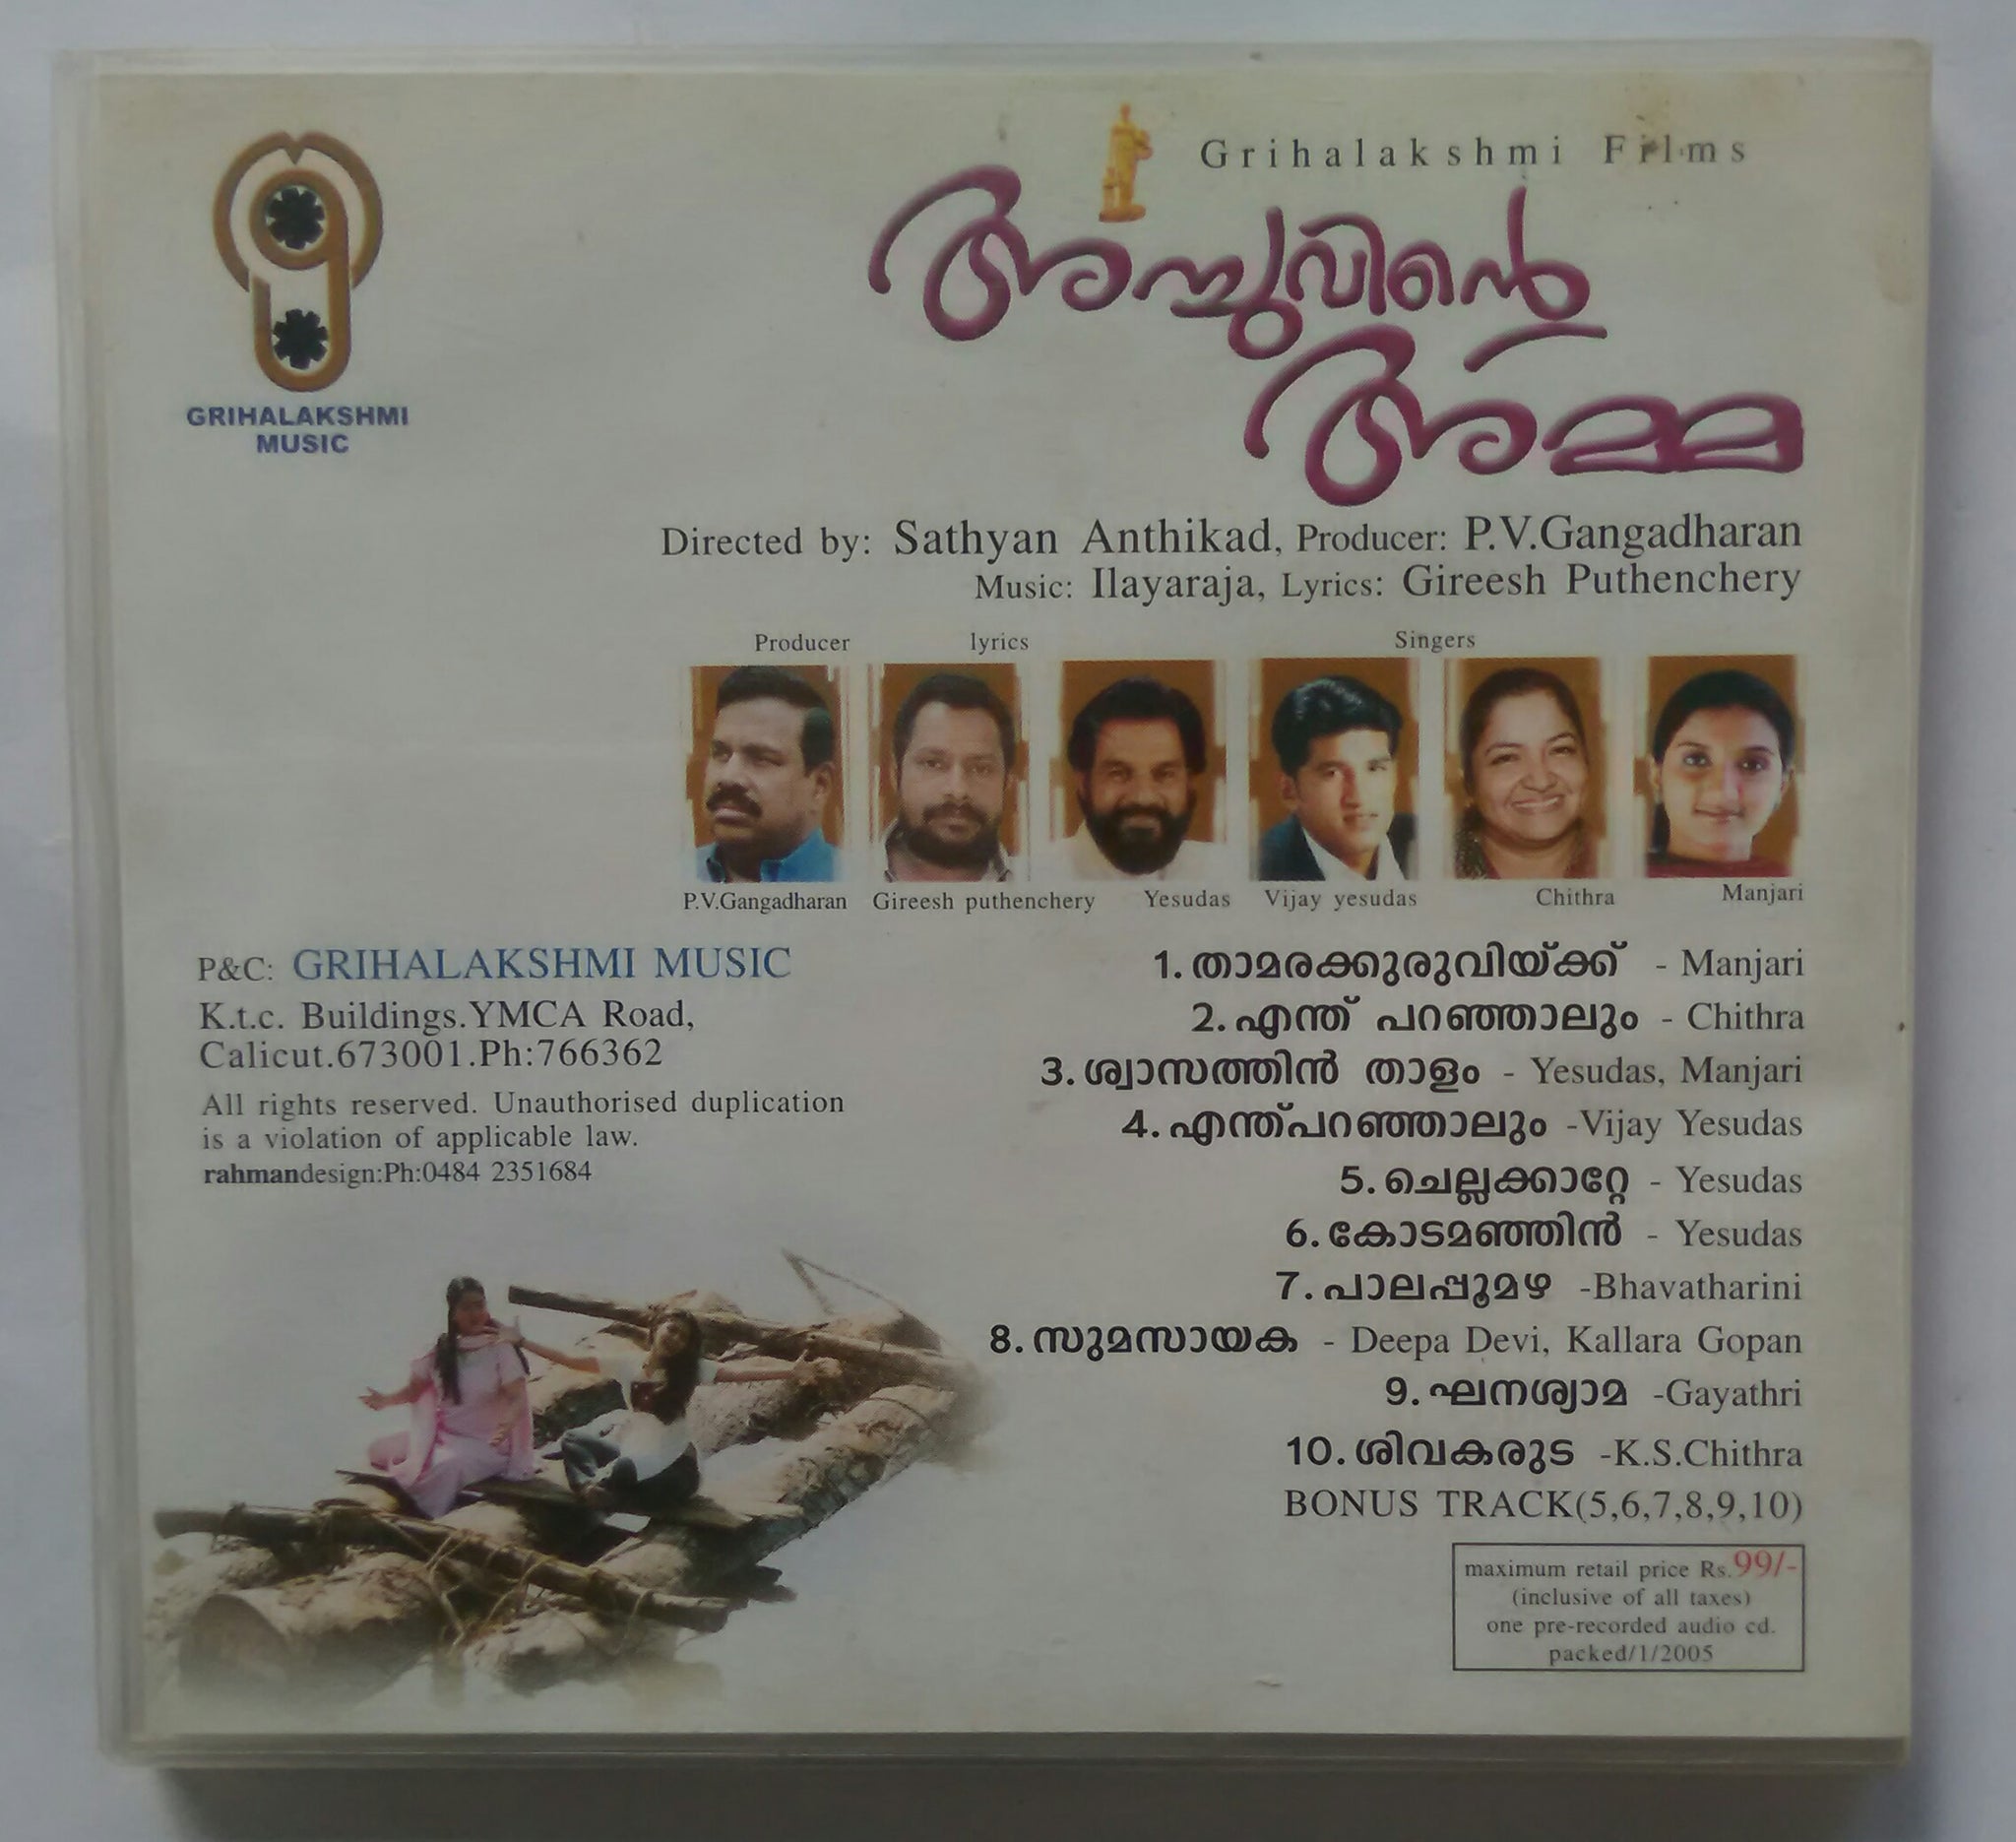 GRIHALAKSHMI
MUSIC
Grihalakshmi Films
അച്ചുവിന്റെ
അമ്മ
Directed by: Sathyan Anthikad, Producer: P.V.Gangadharan
Music: Ilayaraja, Lyrics: Gireesh Puthenchery
Producer lyrics Singers
P.V.Gangadharan Gireesh puthenchery Yesudas Vijay yesudas Chithra Manjari
P&C: GRIHALAKSHMI MUSIC
K.t.c. Buildings.YMCA Road,
Calicut.673001.Ph:766362
All rights reserved. Unauthorised duplication
is a violation of applicable law.
rahmandesign:Ph:0484 2351684
1. താമരക്കുരുവിയ്ക്ക് - Manjari
2. എന്ത് പറഞ്ഞാലും - Chithra
3. ശ്വാസത്തിൻ താളം - Yesudas, Manjari
4. എന്ത്പറഞ്ഞാലും -Vijay Yesudas
5. ചെല്ലക്കാറ്റേ - Yesudas
6. കോടമഞ്ഞിൻ - Yesudas
7. പാലപ്പൂമഴ -Bhavatharini
8. സുമസായക - Deepa Devi, Kallara Gopan
9. ഘനശ്യാമ -Gayathri
10. ശിവകരുട -K.S.Chithra
BONUS TRACK(5,6,7,8,9,10)
maximum retail price Rs.99/-
(inclusive of all taxes)
one pre-recorded audio cd.
packed/1/2005